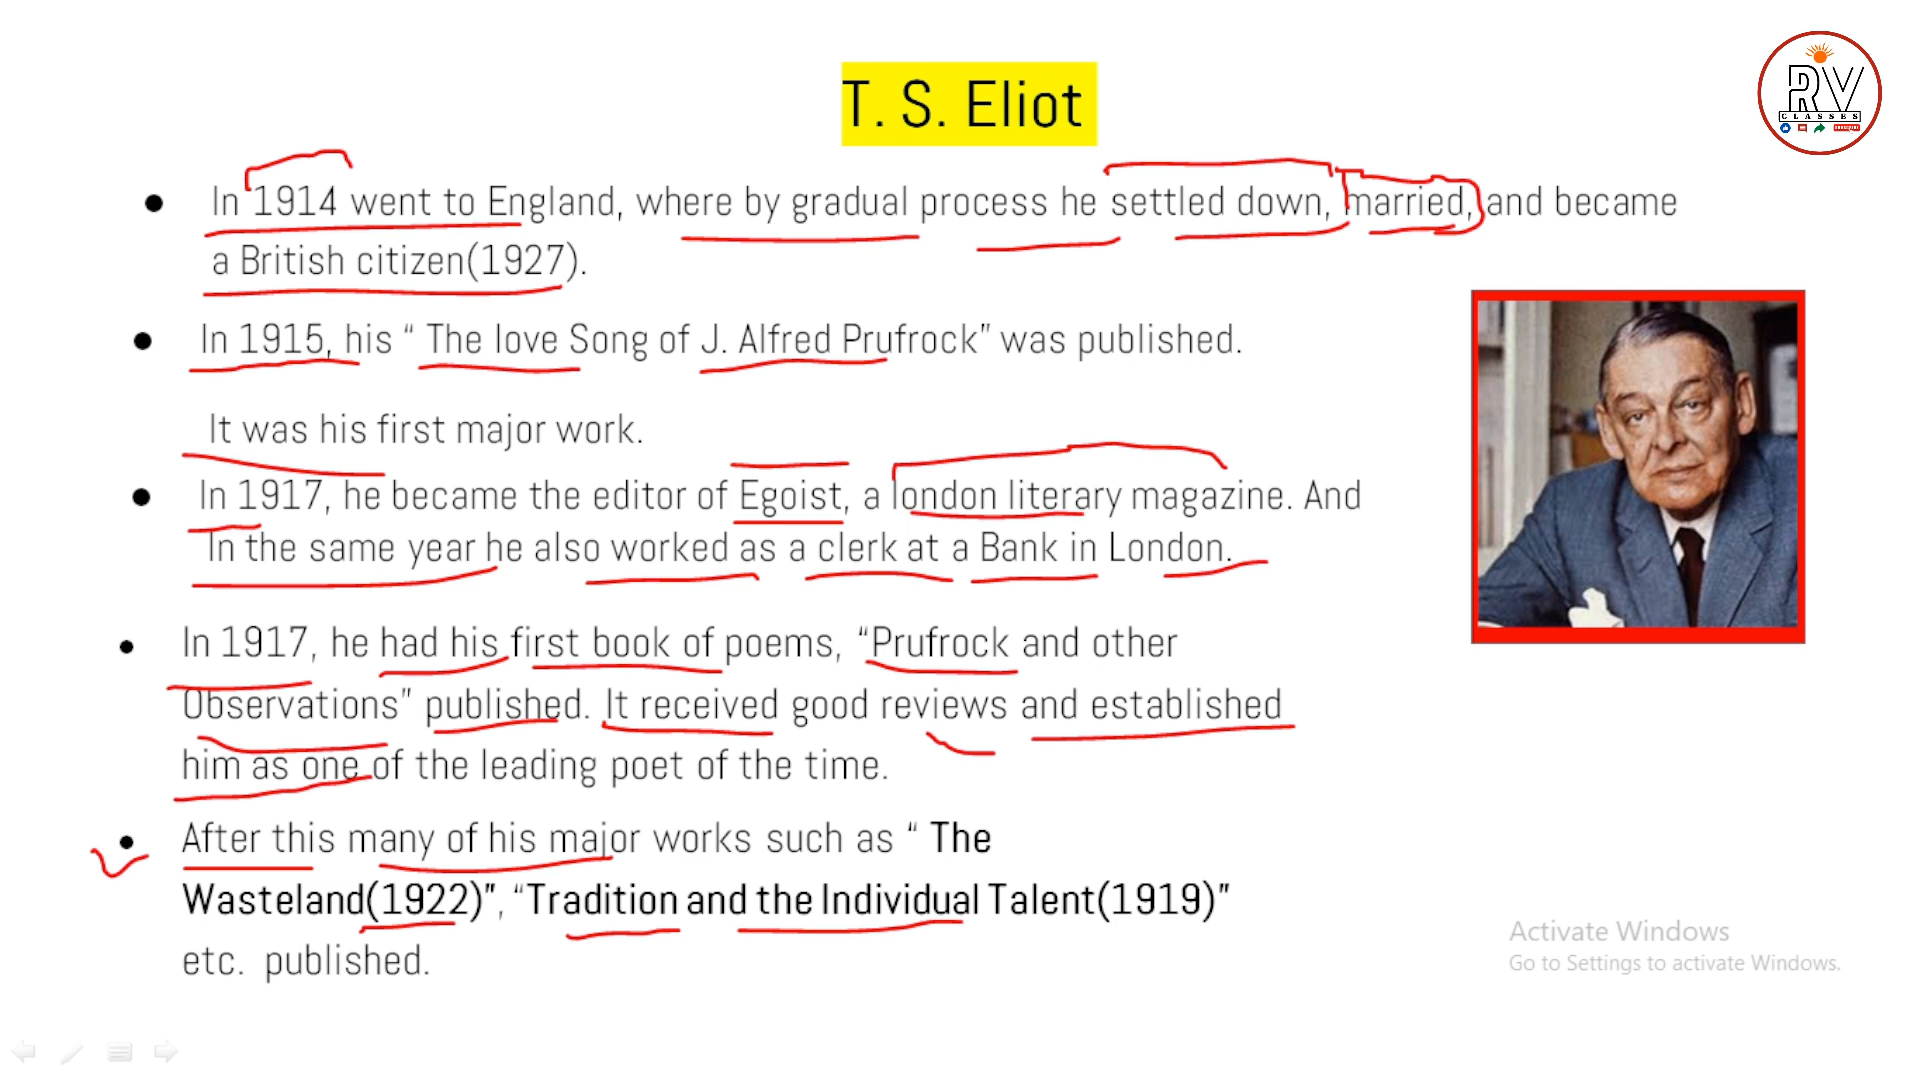 T. S. Eliot
RV
CLASSES
● In 1914 went to England, where by gradual process he settled down, married, and became
a British citizen(1927).
● In 1915, his “ The love Song of J. Alfred Prufrock” was published.
It was his first major work.
● In 1917, he became the editor of Egoist, a london literary magazine. And
In the same year he also worked as a clerk at a Bank in London.
● In 1917, he had his first book of poems, “Prufrock and other
Observations” published. It received good reviews and established
him as one of the leading poet of the time.
● After this many of his major works such as “ The
Wasteland(1922)”, “Tradition and the Individual Talent(1919)”
etc. published.
Activate Windows
Go to Settings to activate Windows.